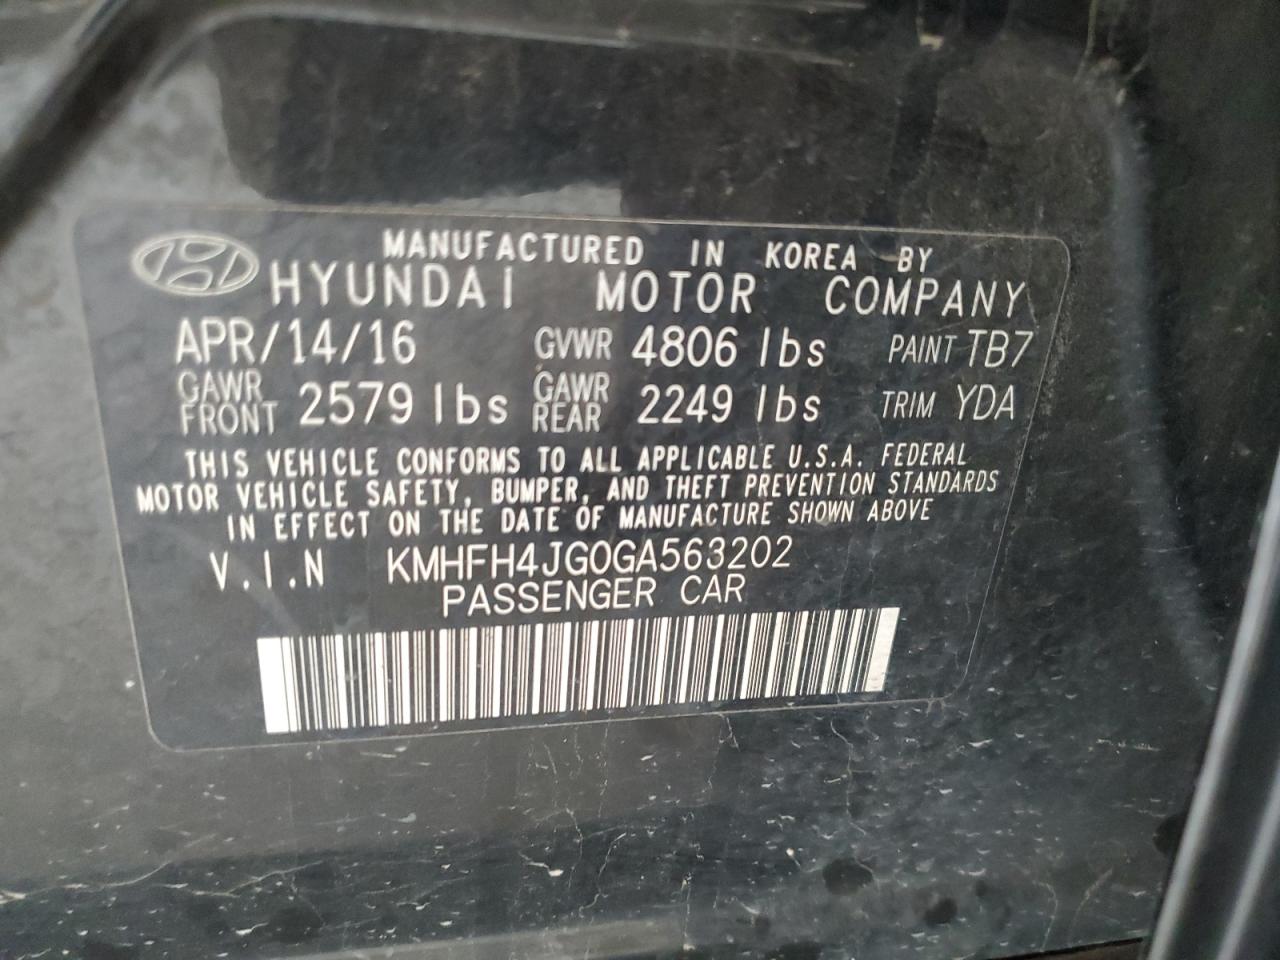 MANUFACTURED IN KOREA BY
HYUNDAI MOTOR COMPANY
APR/14/16 GVWR 4806 lbs PAINT TB7
GAWR FRONT 2579 lbs GAWR REAR 2249 lbs TRIM YDA
THIS VEHICLE CONFORMS TO ALL APPLICABLE U.S.A. FEDERAL
MOTOR VEHICLE SAFETY, BUMPER, AND THEFT PREVENTION STANDARDS
IN EFFECT ON THE DATE OF MANUFACTURE SHOWN ABOVE
V.I.N KMHFH4JG0GA563202
PASSENGER CAR